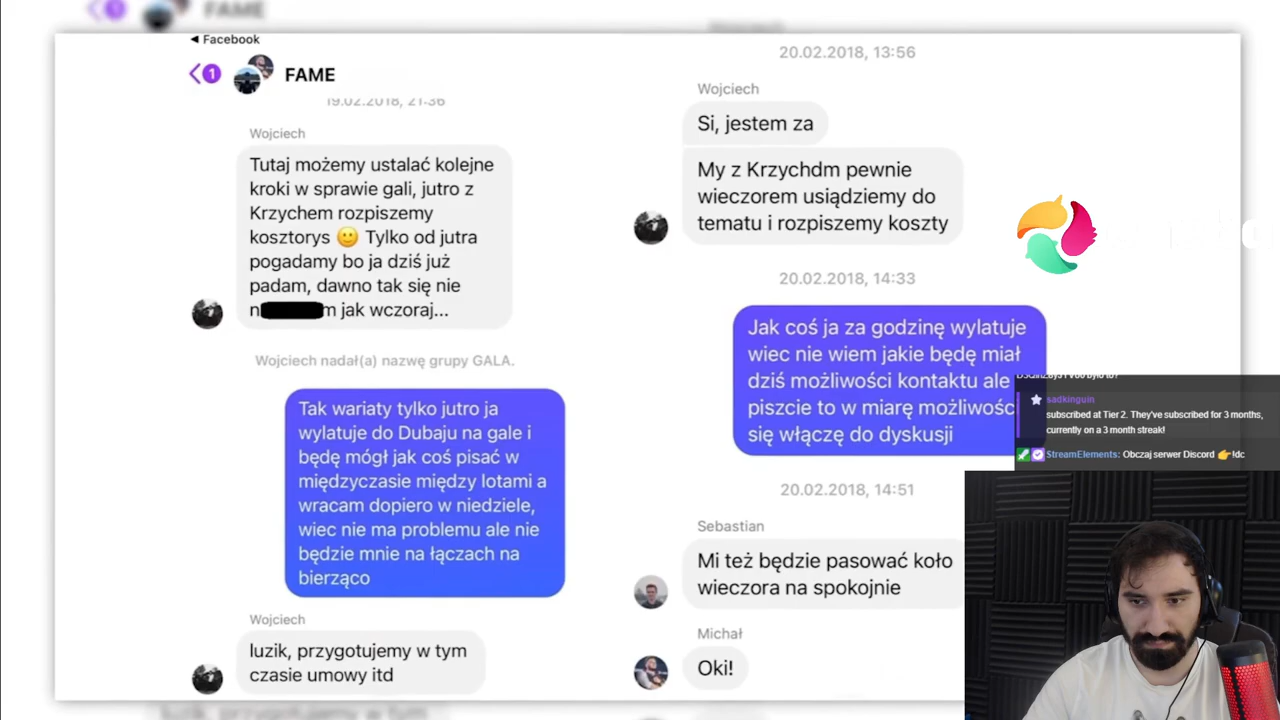 FAME
Facebook
1
FAME
19.02.2018, 21:36
Wojciech
Tutaj możemy ustalać kolejne
kroki w sprawie gali, jutro z
Krzychem rozpiszemy
kosztorys 🙂 Tylko od jutra
pogadamy bo ja dziś już
padam, dawno tak się nie
n m jak wczoraj...
Wojciech nadał(a) nazwę grupy GALA.
Tak wariaty tylko jutro ja
wylatuje do Dubaju na gale i
będę mógł jak coś pisać w
międzyczasie między lotami a
wracam dopiero w niedziele,
wiec nie ma problemu ale nie
będzie mnie na łączach na
bierząco
Wojciech
luzik, przygotujemy w tym
czasie umowy itd
20.02.2018, 13:56
Wojciech
Si, jestem za
My z Krzychdm pewnie
wieczorem usiądziemy do
tematu i rozpiszemy koszty
20.02.2018, 14:33
Jak coś ja za godzinę wylatuje
wiec nie wiem jakie będę miał
dziś możliwości kontaktu ale
piszcie to w miarę możliwośc
się włączę do dyskusji
20.02.2018, 14:51
Sebastian
Mi też będzie pasować koło
wieczora na spokojnie
Michał
Oki!
sadkinguin
subscribed at Tier 2. They've subscribed for 3 months,
currently on a 3 month streak!
StreamElements: Obczaj serwer Discord 👉 !dc